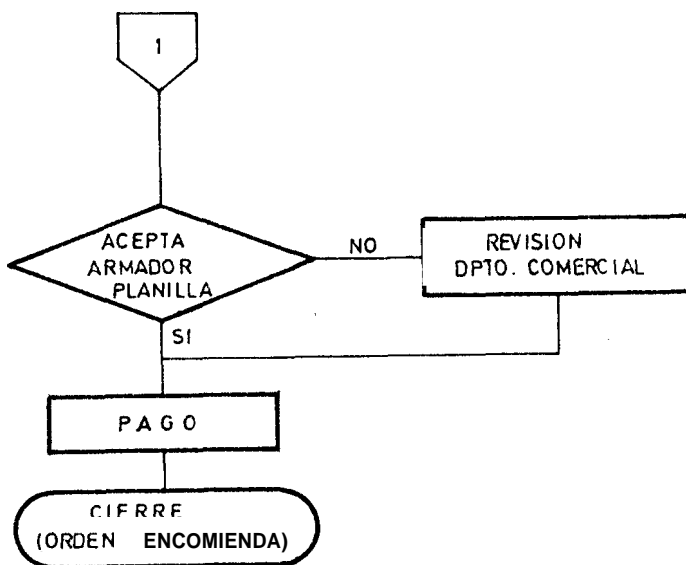 1
ACEPTA
ARMADOR
PLANILLA
NO
REVISION
DPTO. COMERCIAL
SI
PAGO
CIERRE
(ORDEN ENCOMIENDA)